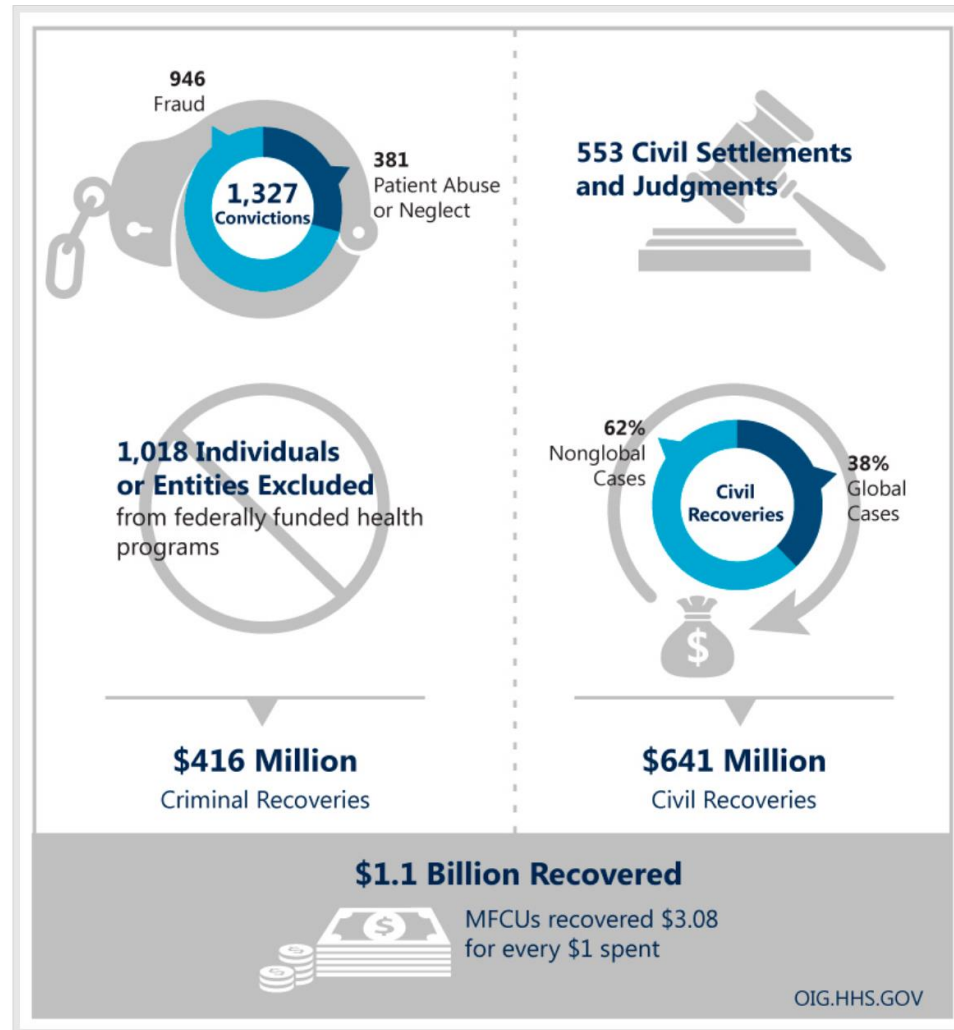 946
Fraud
1,327
Convictions
381
Patient Abuse
or Neglect
553 Civil Settlements
and Judgments
1,018 Individuals
or Entities Excluded
from federally funded health
programs
62%
Nonglobal
Cases
Civil
Recoveries
38%
Global
Cases
$
$416 Million
Criminal Recoveries
$641 Million
Civil Recoveries
$1.1 Billion Recovered
$
$
$
MFCUs recovered $3.08
for every $1 spent
OIG.HHS.GOV